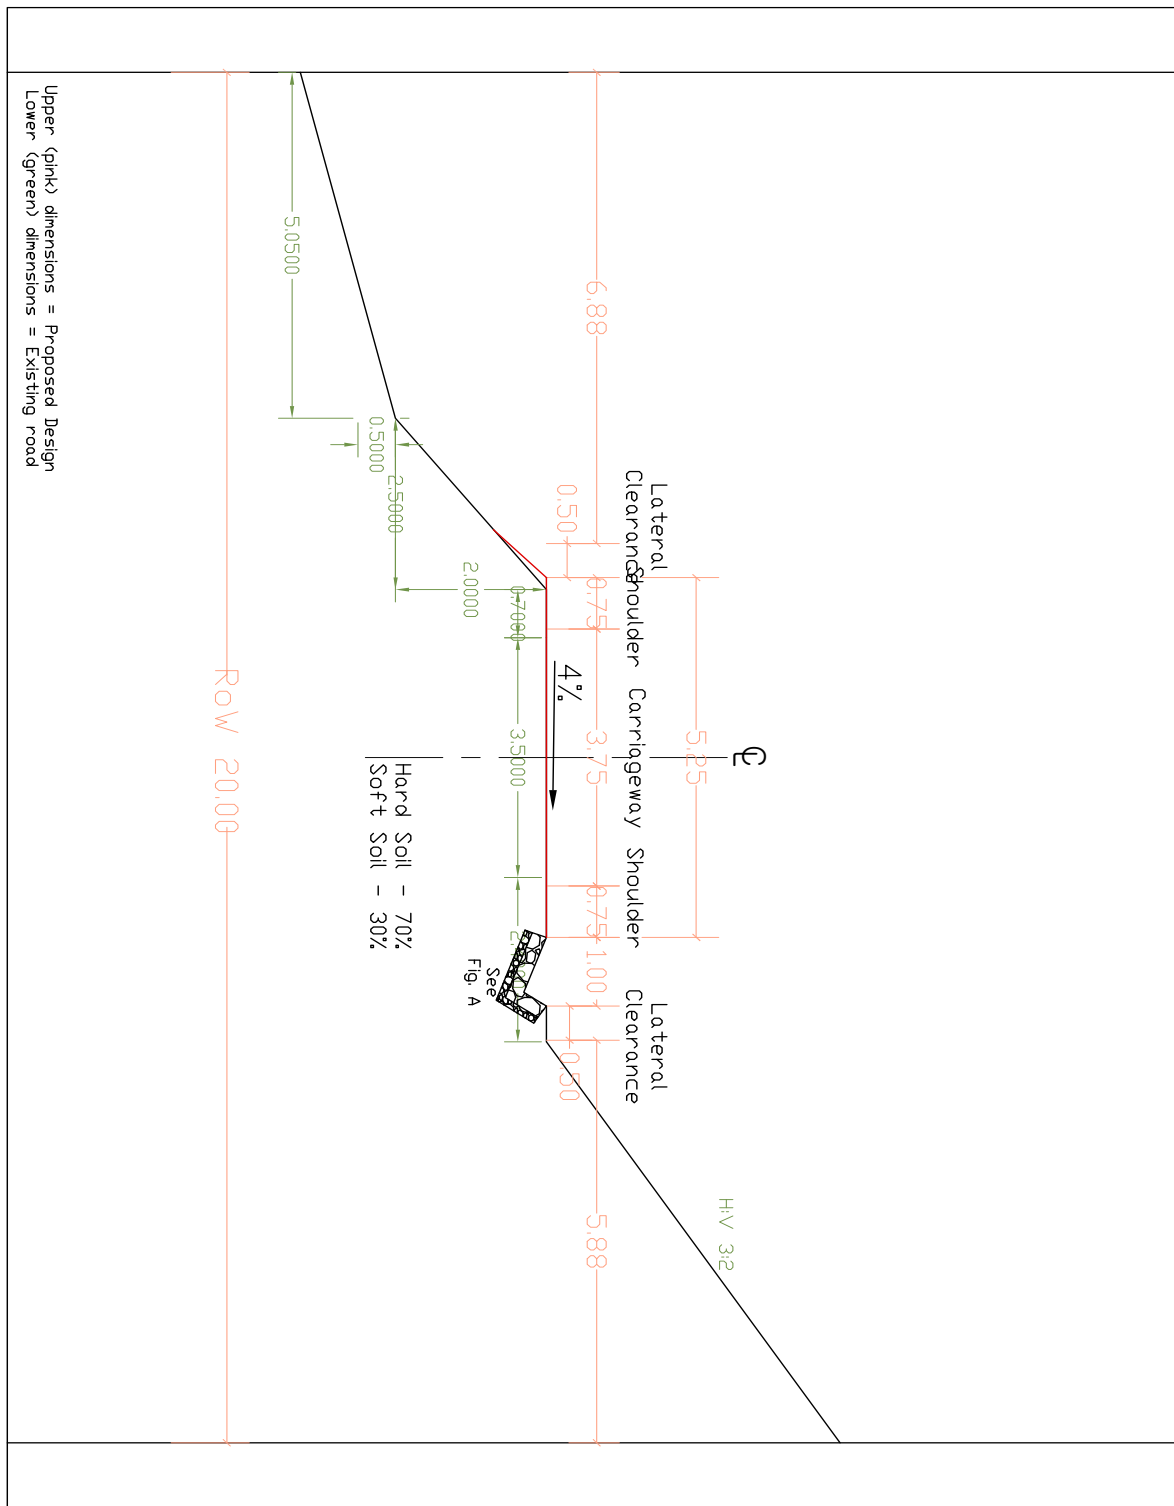 ℄
5.25
Lateral
Clearance
Shoulder
Carriageway
Shoulder
Lateral
Clearance
6.88
0.50
0.75
3.75
0.75
1.00
0.50
5.88
H:V 3:2
4%
0.7000
3.5000
See
Fig. A
2.0000
2.5000
0.5000
5.0500
Hard Soil - 70%
Soft Soil - 30%
RoW 20.00
Upper (pink) dimensions = Proposed Design
Lower (green) dimensions = Existing road